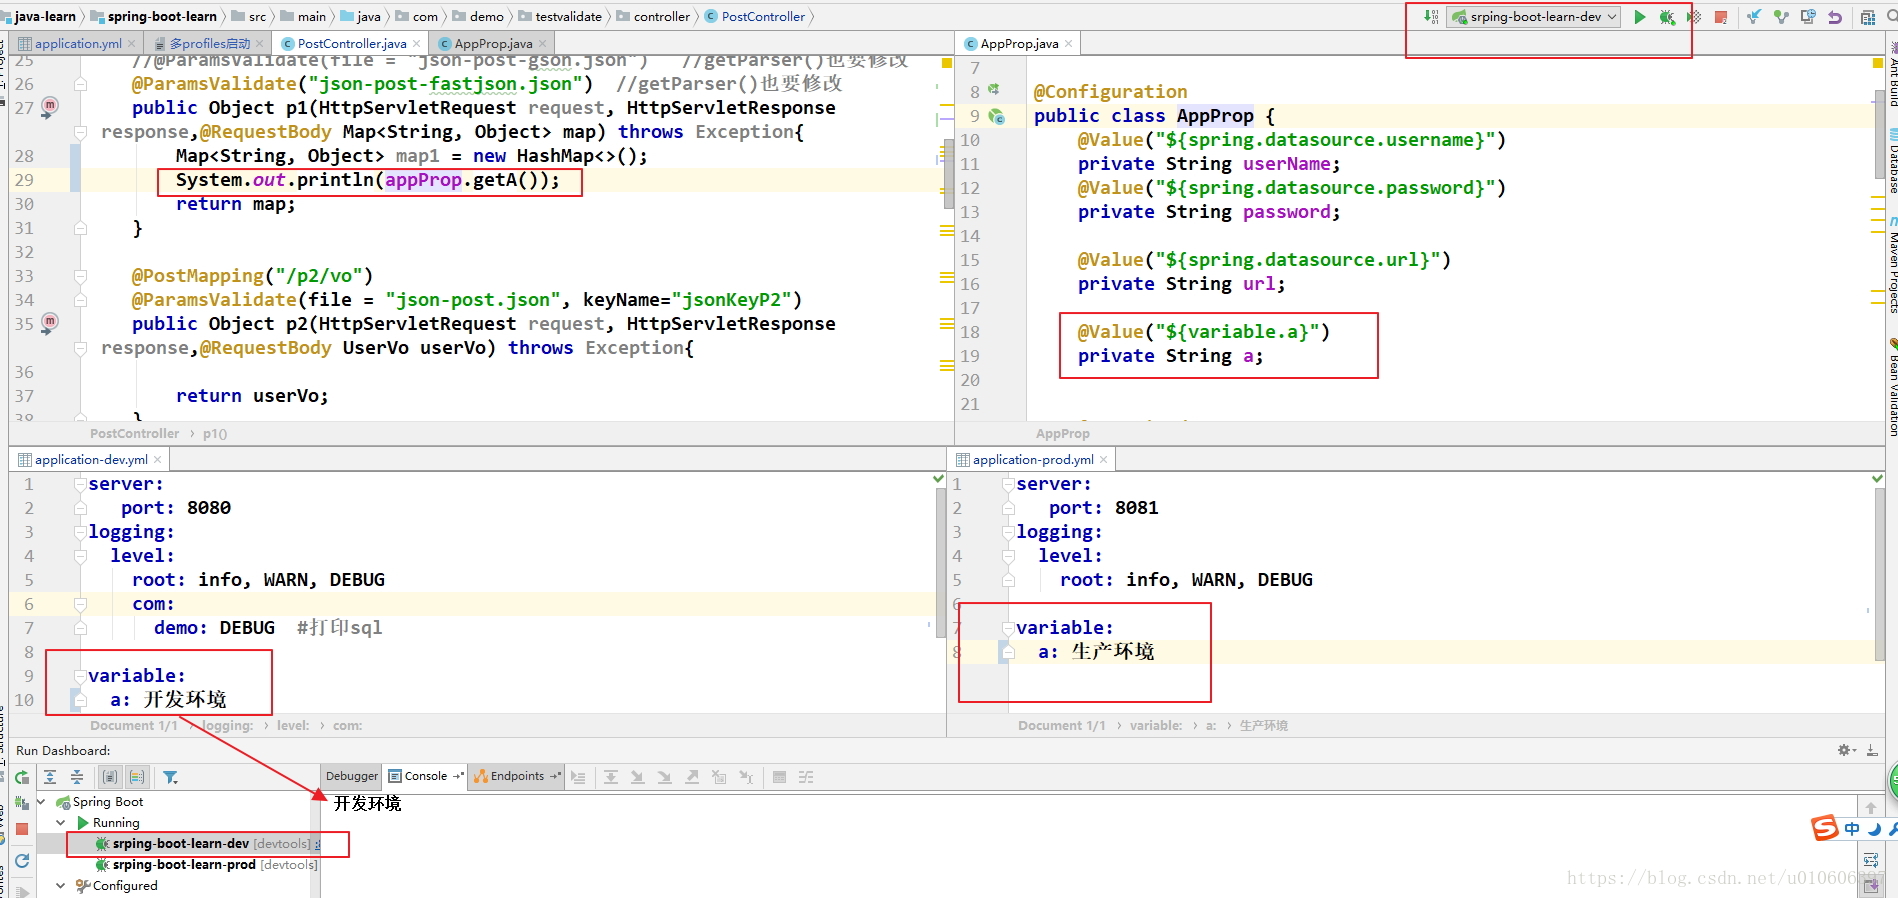 java-learn spring-boot-learn src main java com demo testvalidate controller PostController
srping-boot-learn-dev
application.yml 多profiles启动 PostController.java AppProp.java
25 //@ParamsValidate(file = "json-post-gson.json") //getParser()也要修改
26 @ParamsValidate("json-post-fastjson.json") //getParser()也要修改
27 public Object p1(HttpServletRequest request, HttpServletResponse
response,@RequestBody Map<String, Object> map) throws Exception{
28 Map<String, Object> map1 = new HashMap<>();
29 System.out.println(appProp.getA());
30 return map;
31 }
32
33 @PostMapping("/p2/vo")
34 @ParamsValidate(file = "json-post.json", keyName="jsonKeyP2")
35 public Object p2(HttpServletRequest request, HttpServletResponse
response,@RequestBody UserVo userVo) throws Exception{
36
37 return userVo;
38 }
PostController › p1()
AppProp.java
7
8 @Configuration
9 public class AppProp {
10 @Value("${spring.datasource.username}")
11 private String userName;
12 @Value("${spring.datasource.password}")
13 private String password;
14
15 @Value("${spring.datasource.url}")
16 private String url;
17
18 @Value("${variable.a}")
19 private String a;
20
21
AppProp
Ant Build
Database
Maven Projects
Bean Validation
application-dev.yml
1 server:
2 port: 8080
3 logging:
4 level:
5 root: info, WARN, DEBUG
6 com:
7 demo: DEBUG #打印sql
8
9 variable:
10 a: 开发环境
Document 1/1 › logging: › level: › com:
application-prod.yml
1 server:
2 port: 8081
3 logging:
4 level:
5 root: info, WARN, DEBUG
6
7 variable:
8 a: 生产环境
Document 1/1 › variable: › a: › 生产环境
Run Dashboard:
Debugger Console Endpoints
Spring Boot
Running
srping-boot-learn-dev [devtools]
srping-boot-learn-prod [devtools]
Configured
开发环境
中